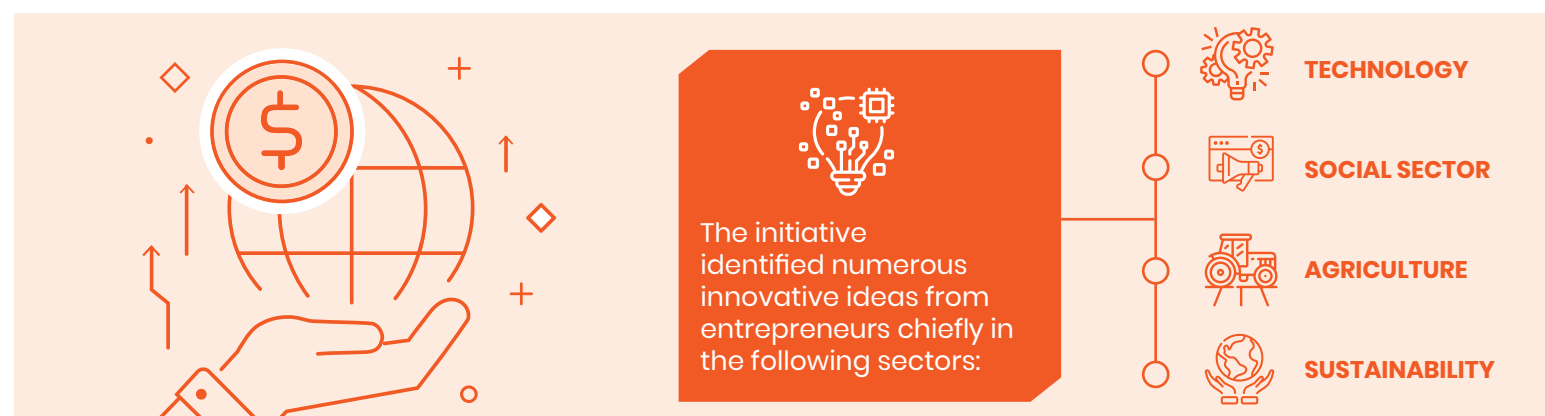 The initiative
identified numerous
innovative ideas from
entrepreneurs chiefly in
the following sectors:
TECHNOLOGY
SOCIAL SECTOR
AGRICULTURE
SUSTAINABILITY